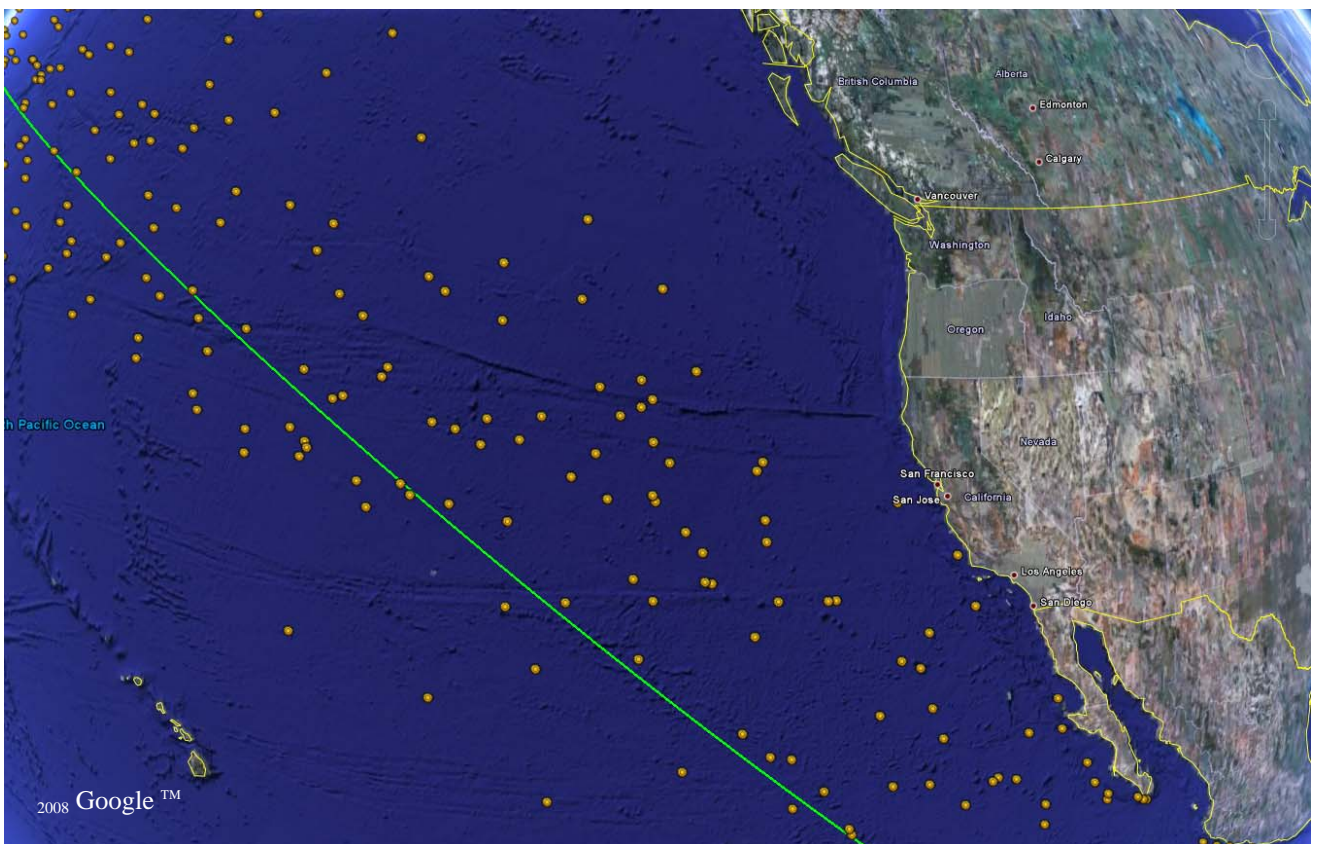 British Columbia
Alberta
Edmonton
Calgary
Vancouver
Washington
Idaho
Oregon
th Pacific Ocean
Nevada
San Francisco
San Jose
California
Los Angeles
San Diego
2008 Google TM